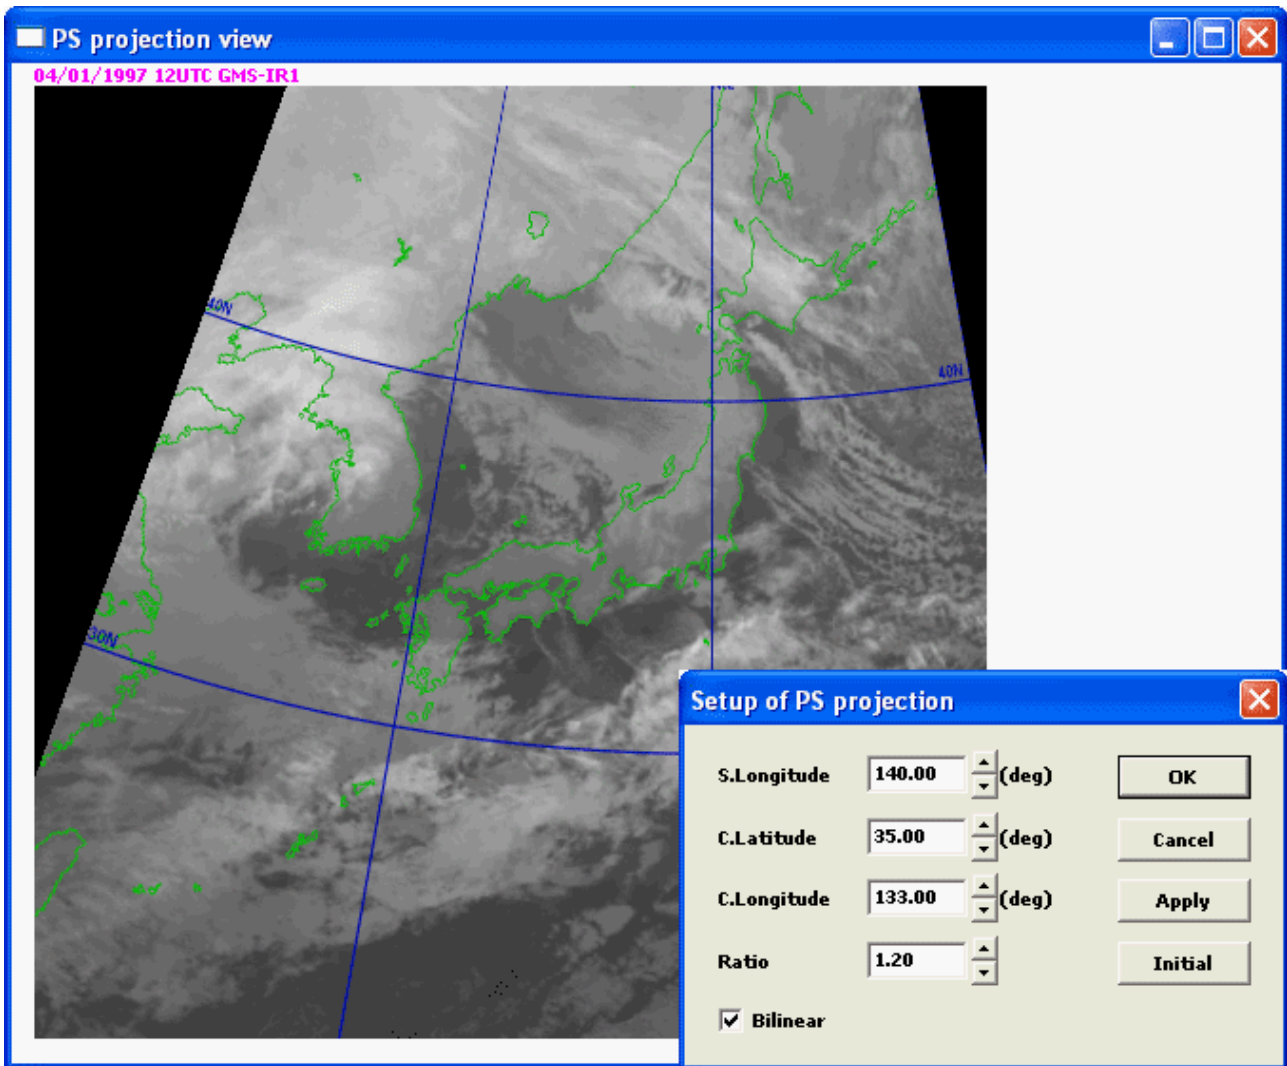 PS projection view
04/01/1997 12UTC GMS-IR1
40N
40N
30N
Setup of PS projection
S.Longitude 140.00 (deg) OK
C.Latitude 35.00 (deg) Cancel
C.Longitude 133.00 (deg) Apply
Ratio 1.20 Initial
Bilinear